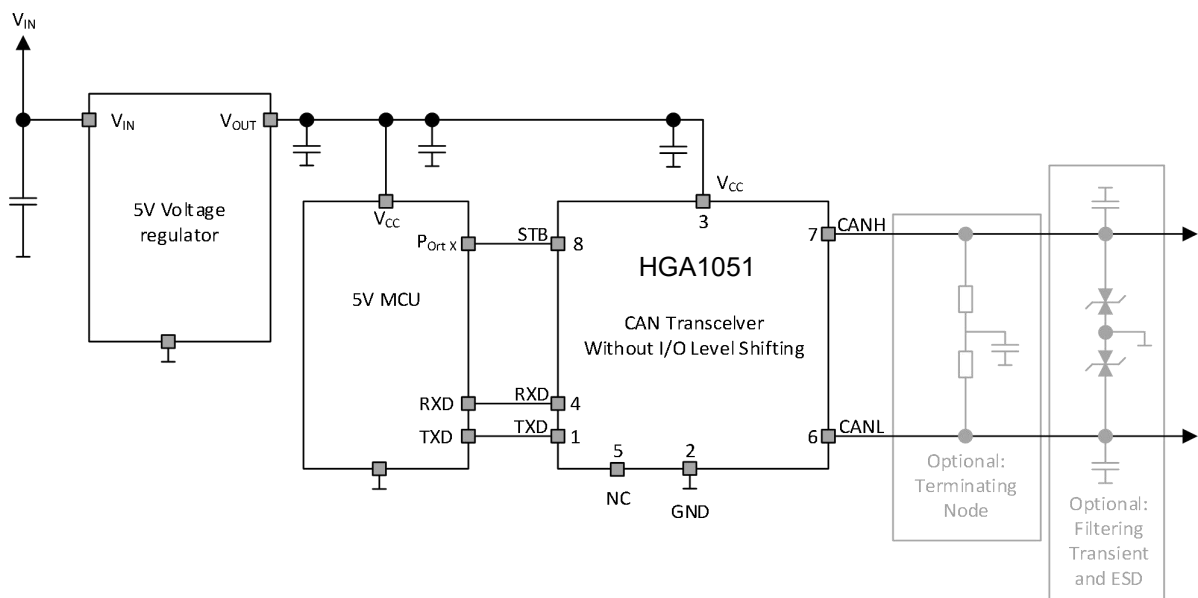 VIN
VIN
VOUT
5V Voltage
regulator
VCC
POrt X
5V MCU
RXD
TXD
STB
8
RXD
4
TXD
1
VCC
3
HGA1051
CAN Transcelver
Without I/O Level Shifting
5
NC
2
GND
7
CANH
6
CANL
Optional:
Terminating
Node
Optional:
Filtering
Transient
and ESD